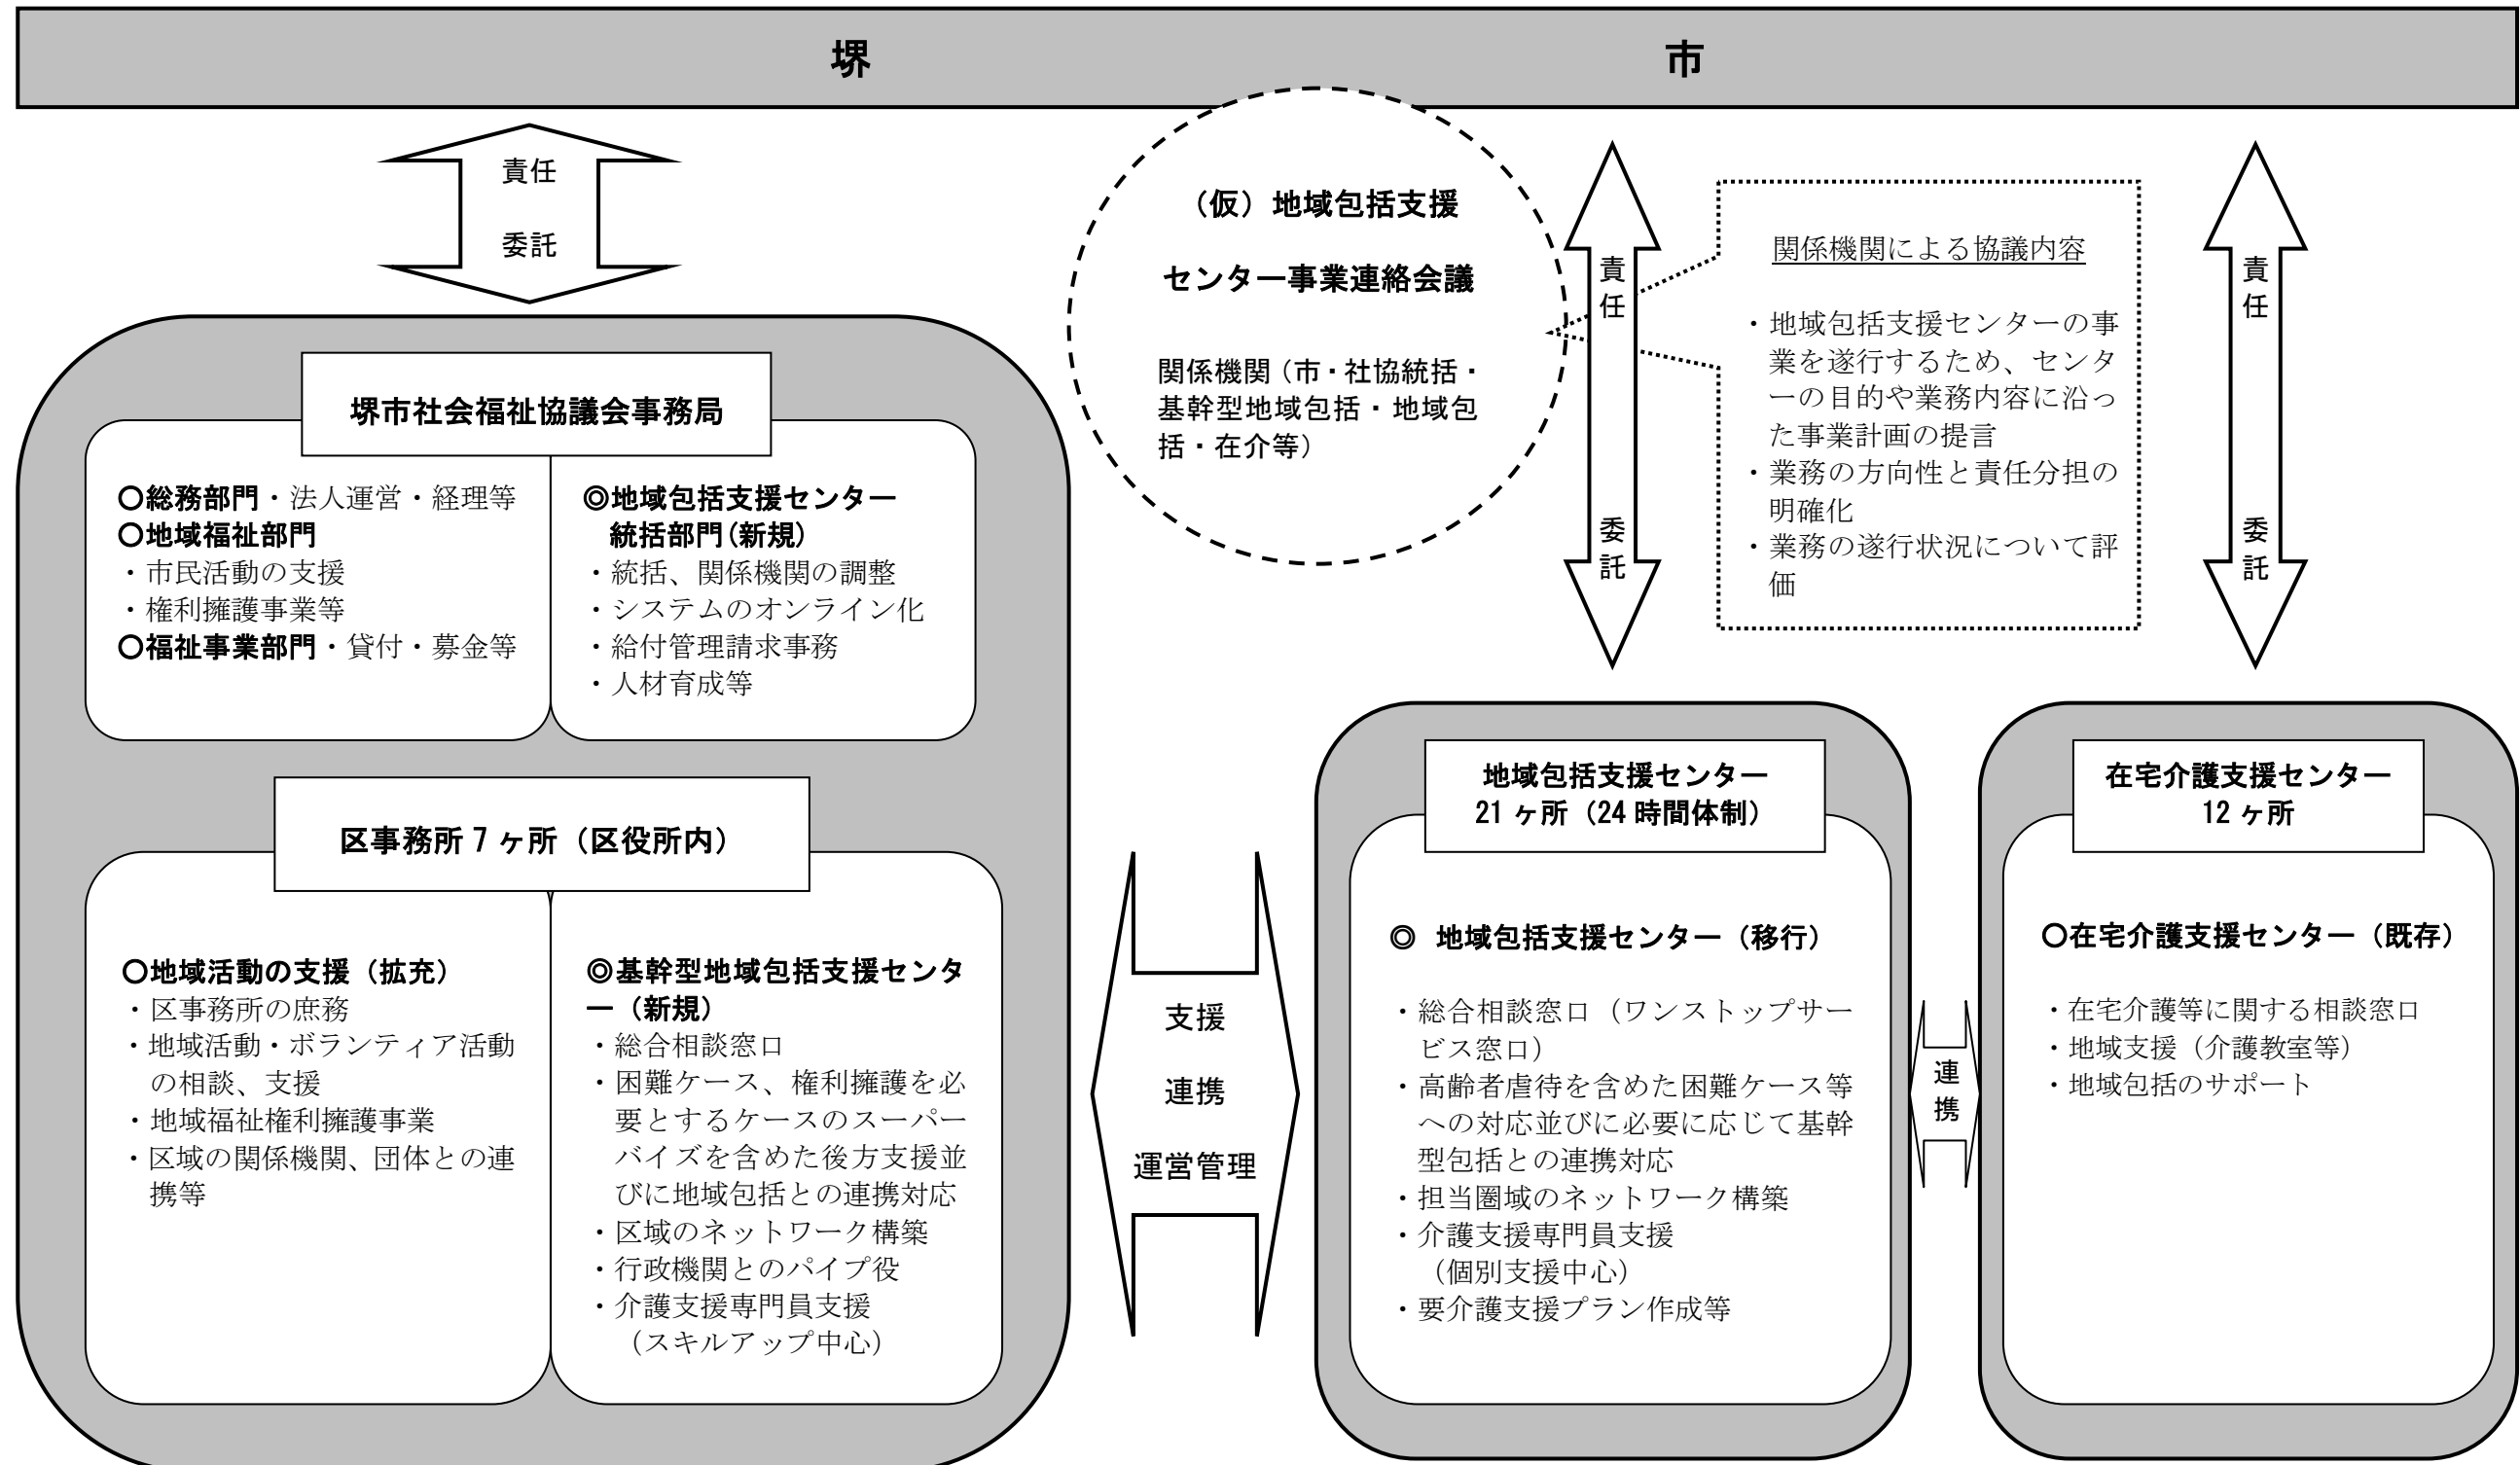 堺 市
責任
委託
(仮)地域包括支援
センター事業連絡会議
関係機関(市・社協統括・
基幹型地域包括・地域包
括・在介等)
責
任
委
託
関係機関による協議内容
・地域包括支援センターの事
業を遂行するため、センタ
ーの目的や業務内容に沿っ
た事業計画の提言
・業務の方向性と責任分担の
明確化
・業務の遂行状況について評
価
責
任
委
託
堺市社会福祉協議会事務局
○総務部門・法人運営・経理等
○地域福祉部門
・市民活動の支援
・権利擁護事業等
○福祉事業部門・貸付・募金等
◎地域包括支援センター
統括部門(新規)
・統括、関係機関の調整
・システムのオンライン化
・給付管理請求事務
・人材育成等
区事務所 7 ヶ所(区役所内)
○地域活動の支援(拡充)
・区事務所の庶務
・地域活動・ボランティア活動
の相談、支援
・地域福祉権利擁護事業
・区域の関係機関、団体との連
携等
◎基幹型地域包括支援センタ
ー(新規)
・総合相談窓口
・困難ケース、権利擁護を必
要とするケースのスーパー
バイズを含めた後方支援並
びに地域包括との連携対応
・区域のネットワーク構築
・行政機関とのパイプ役
・介護支援専門員支援
(スキルアップ中心)
支援
連携
運営管理
地域包括支援センター
21 ヶ所(24 時間体制)
◎ 地域包括支援センター(移行)
・総合相談窓口(ワンストップサー
ビス窓口)
・高齢者虐待を含めた困難ケース等
への対応並びに必要に応じて基幹
型包括との連携対応
・担当圏域のネットワーク構築
・介護支援専門員支援
(個別支援中心)
・要介護支援プラン作成等
連
携
在宅介護支援センター
12 ヶ所
○在宅介護支援センター(既存)
・在宅介護等に関する相談窓口
・地域支援(介護教室等)
・地域包括のサポート